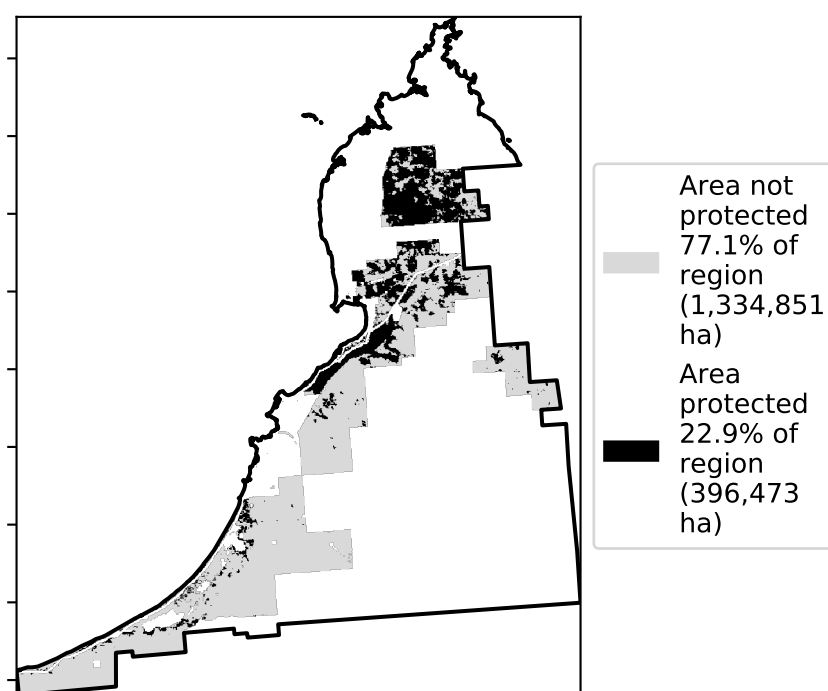 Area not
protected
77.1% of
region
(1,334,851
ha)
Area
protected
22.9% of
region
(396,473
ha)